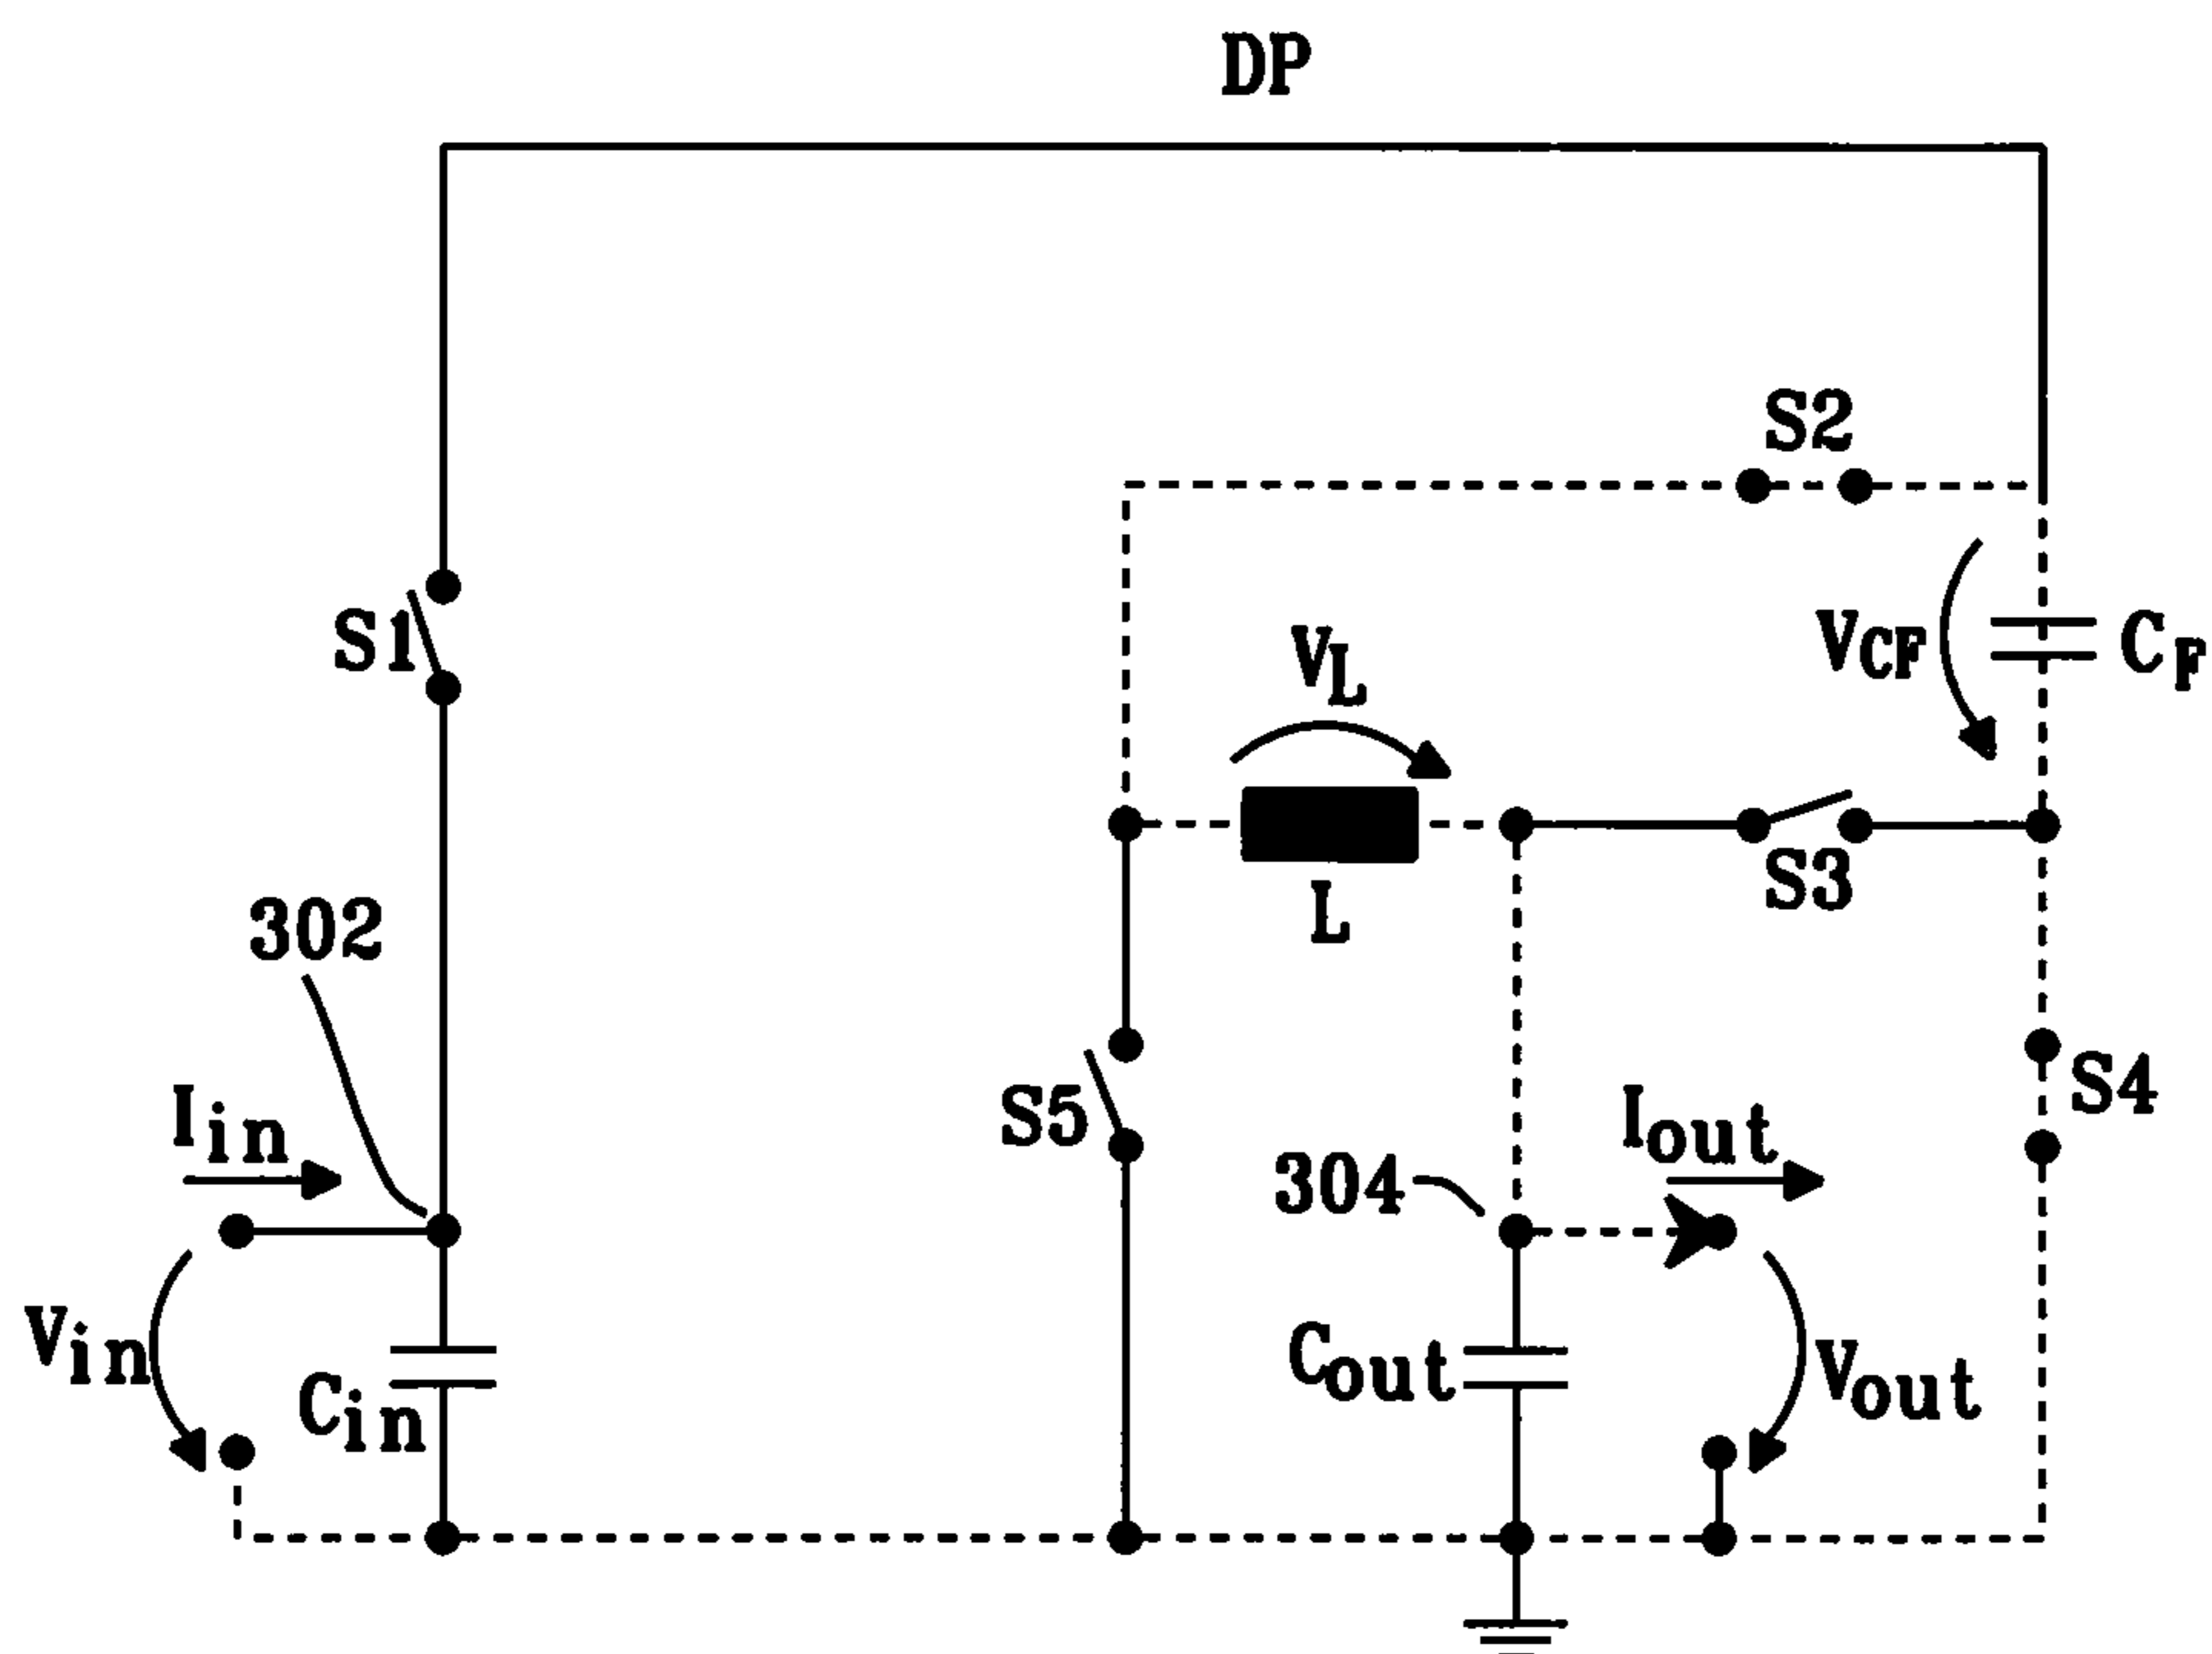 DP
S2
S1
VL
VCF
CF
L
S3
302
Iin
S5
304
Iout
S4
Vin
Cin
Cout
Vout